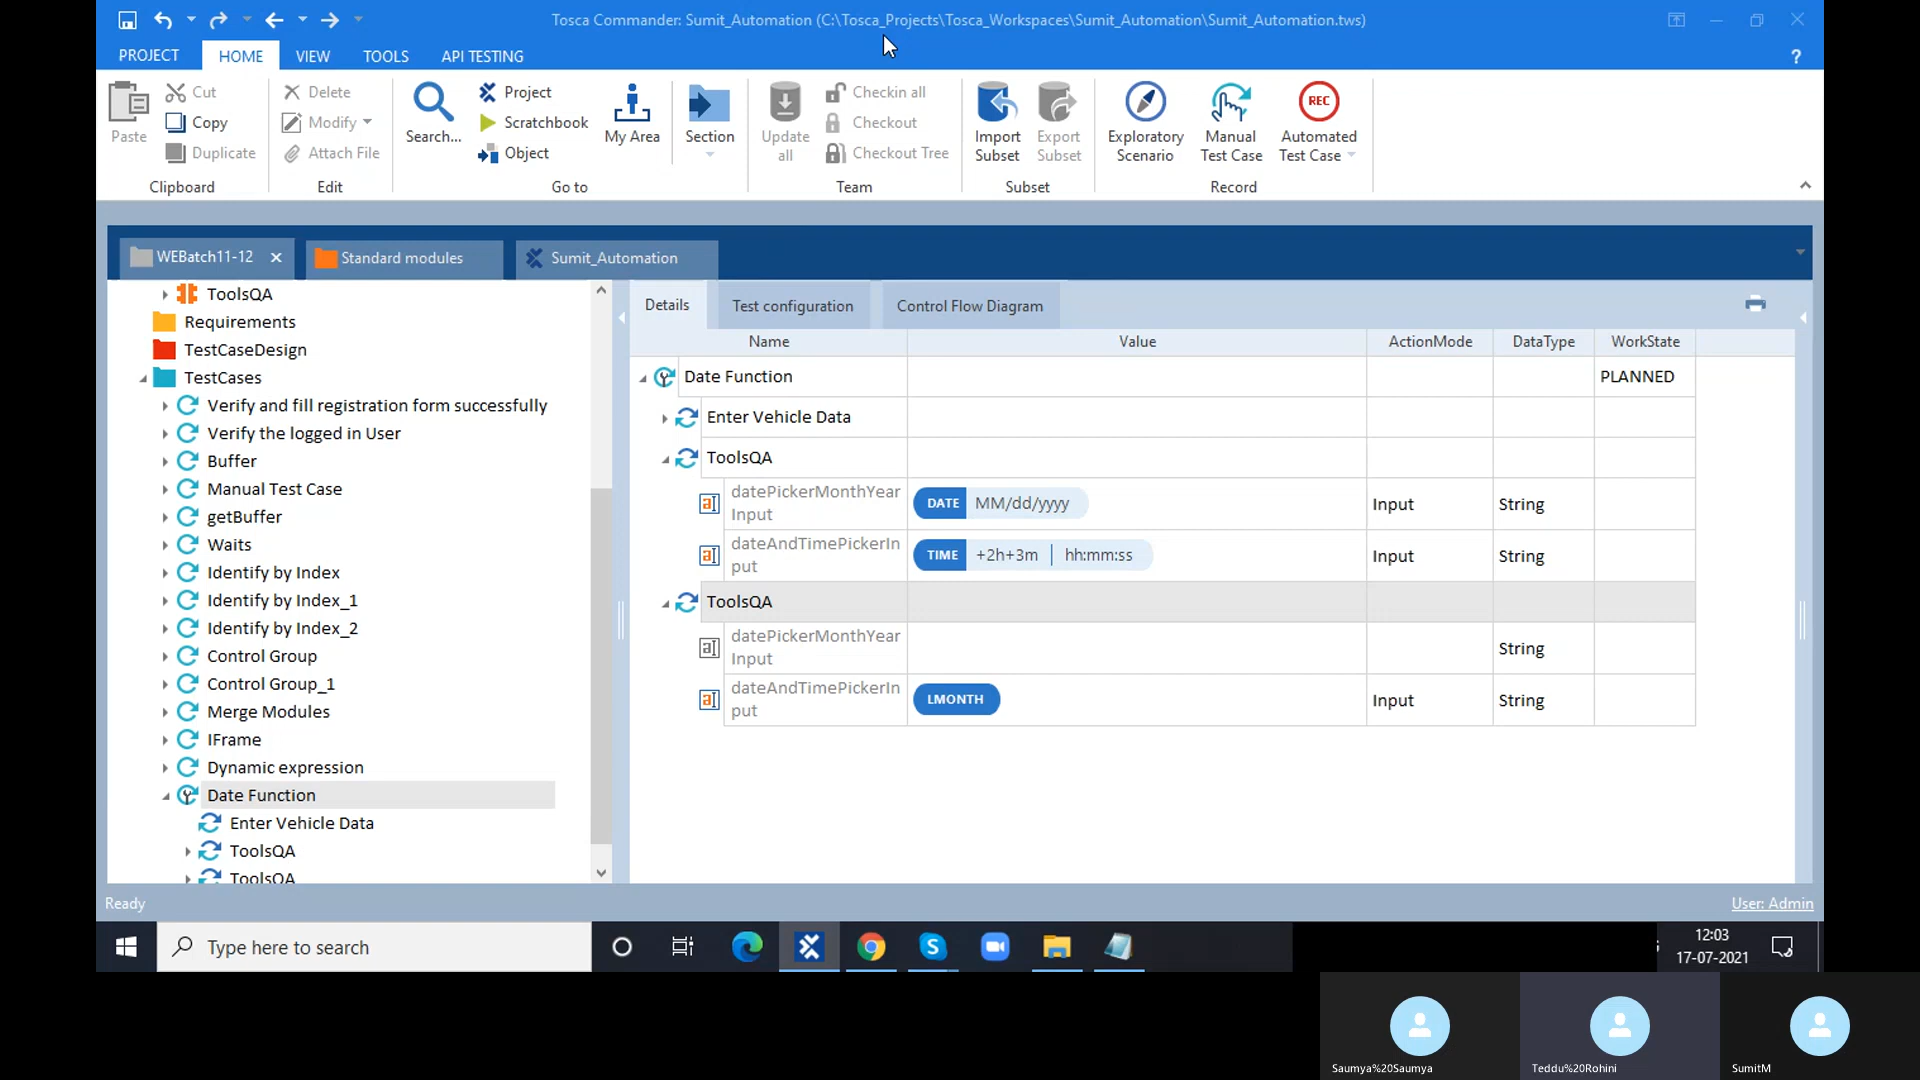 Tosca Commander: Sumit_Automation (C:\Tosca_Projects\Tosca_Workspaces\Sumit_Automation\Sumit_Automation.tws)
PROJECT HOME VIEW TOOLS API TESTING ?
Paste
Cut
Copy
Duplicate
Clipboard
Delete
Modify
Attach File
Edit
Search...
Project
Scratchbook
Object
My Area
Go to
Section
Update
all
Checkin all
Checkout
Checkout Tree
Team
Import
Subset
Export
Subset
Subset
Exploratory
Scenario
Manual
Test Case
REC
Automated
Test Case
Record
WEBatch11-12
Standard modules
Sumit_Automation
ToolsQA
Requirements
TestCaseDesign
TestCases
Verify and fill registration form successfully
Verify the logged in User
Buffer
Manual Test Case
getBuffer
Waits
Identify by Index
Identify by Index_1
Identify by Index_2
Control Group
Control Group_1
Merge Modules
IFrame
Dynamic expression
Date Function
Enter Vehicle Data
ToolsQA
ToolsQA
Details Test configuration Control Flow Diagram
Name Value ActionMode DataType WorkState
Date Function PLANNED
Enter Vehicle Data
ToolsQA
datePickerMonthYear
Input
DATE MM/dd/yyyy Input String
dateAndTimePickerIn
put
TIME +2h+3m hh:mm:ss Input String
ToolsQA
datePickerMonthYear
Input
String
dateAndTimePickerIn
put
LMONTH Input String
Ready
User: Admin
Type here to search
12:03
17-07-2021
Saumya%20Saumya
Teddu%20Rohini
SumitM